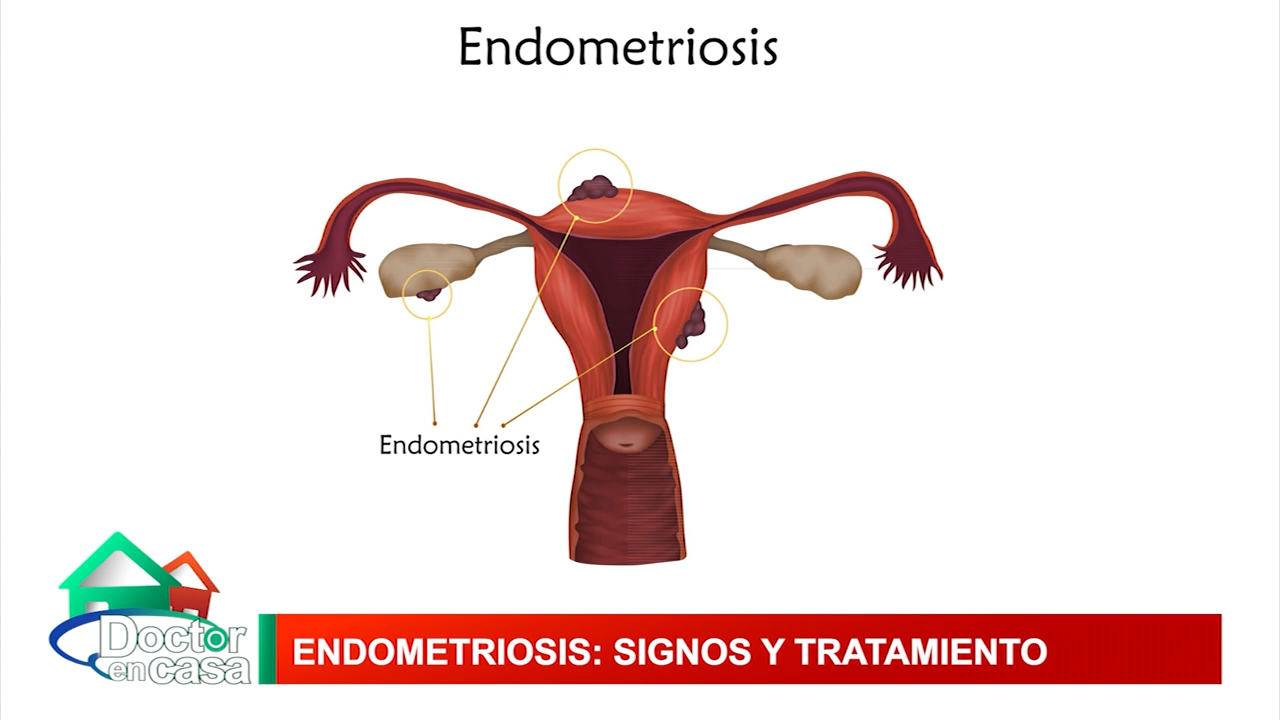 Endometriosis
Endometriosis
Doctor
en casa
ENDOMETRIOSIS: SIGNOS Y TRATAMIENTO